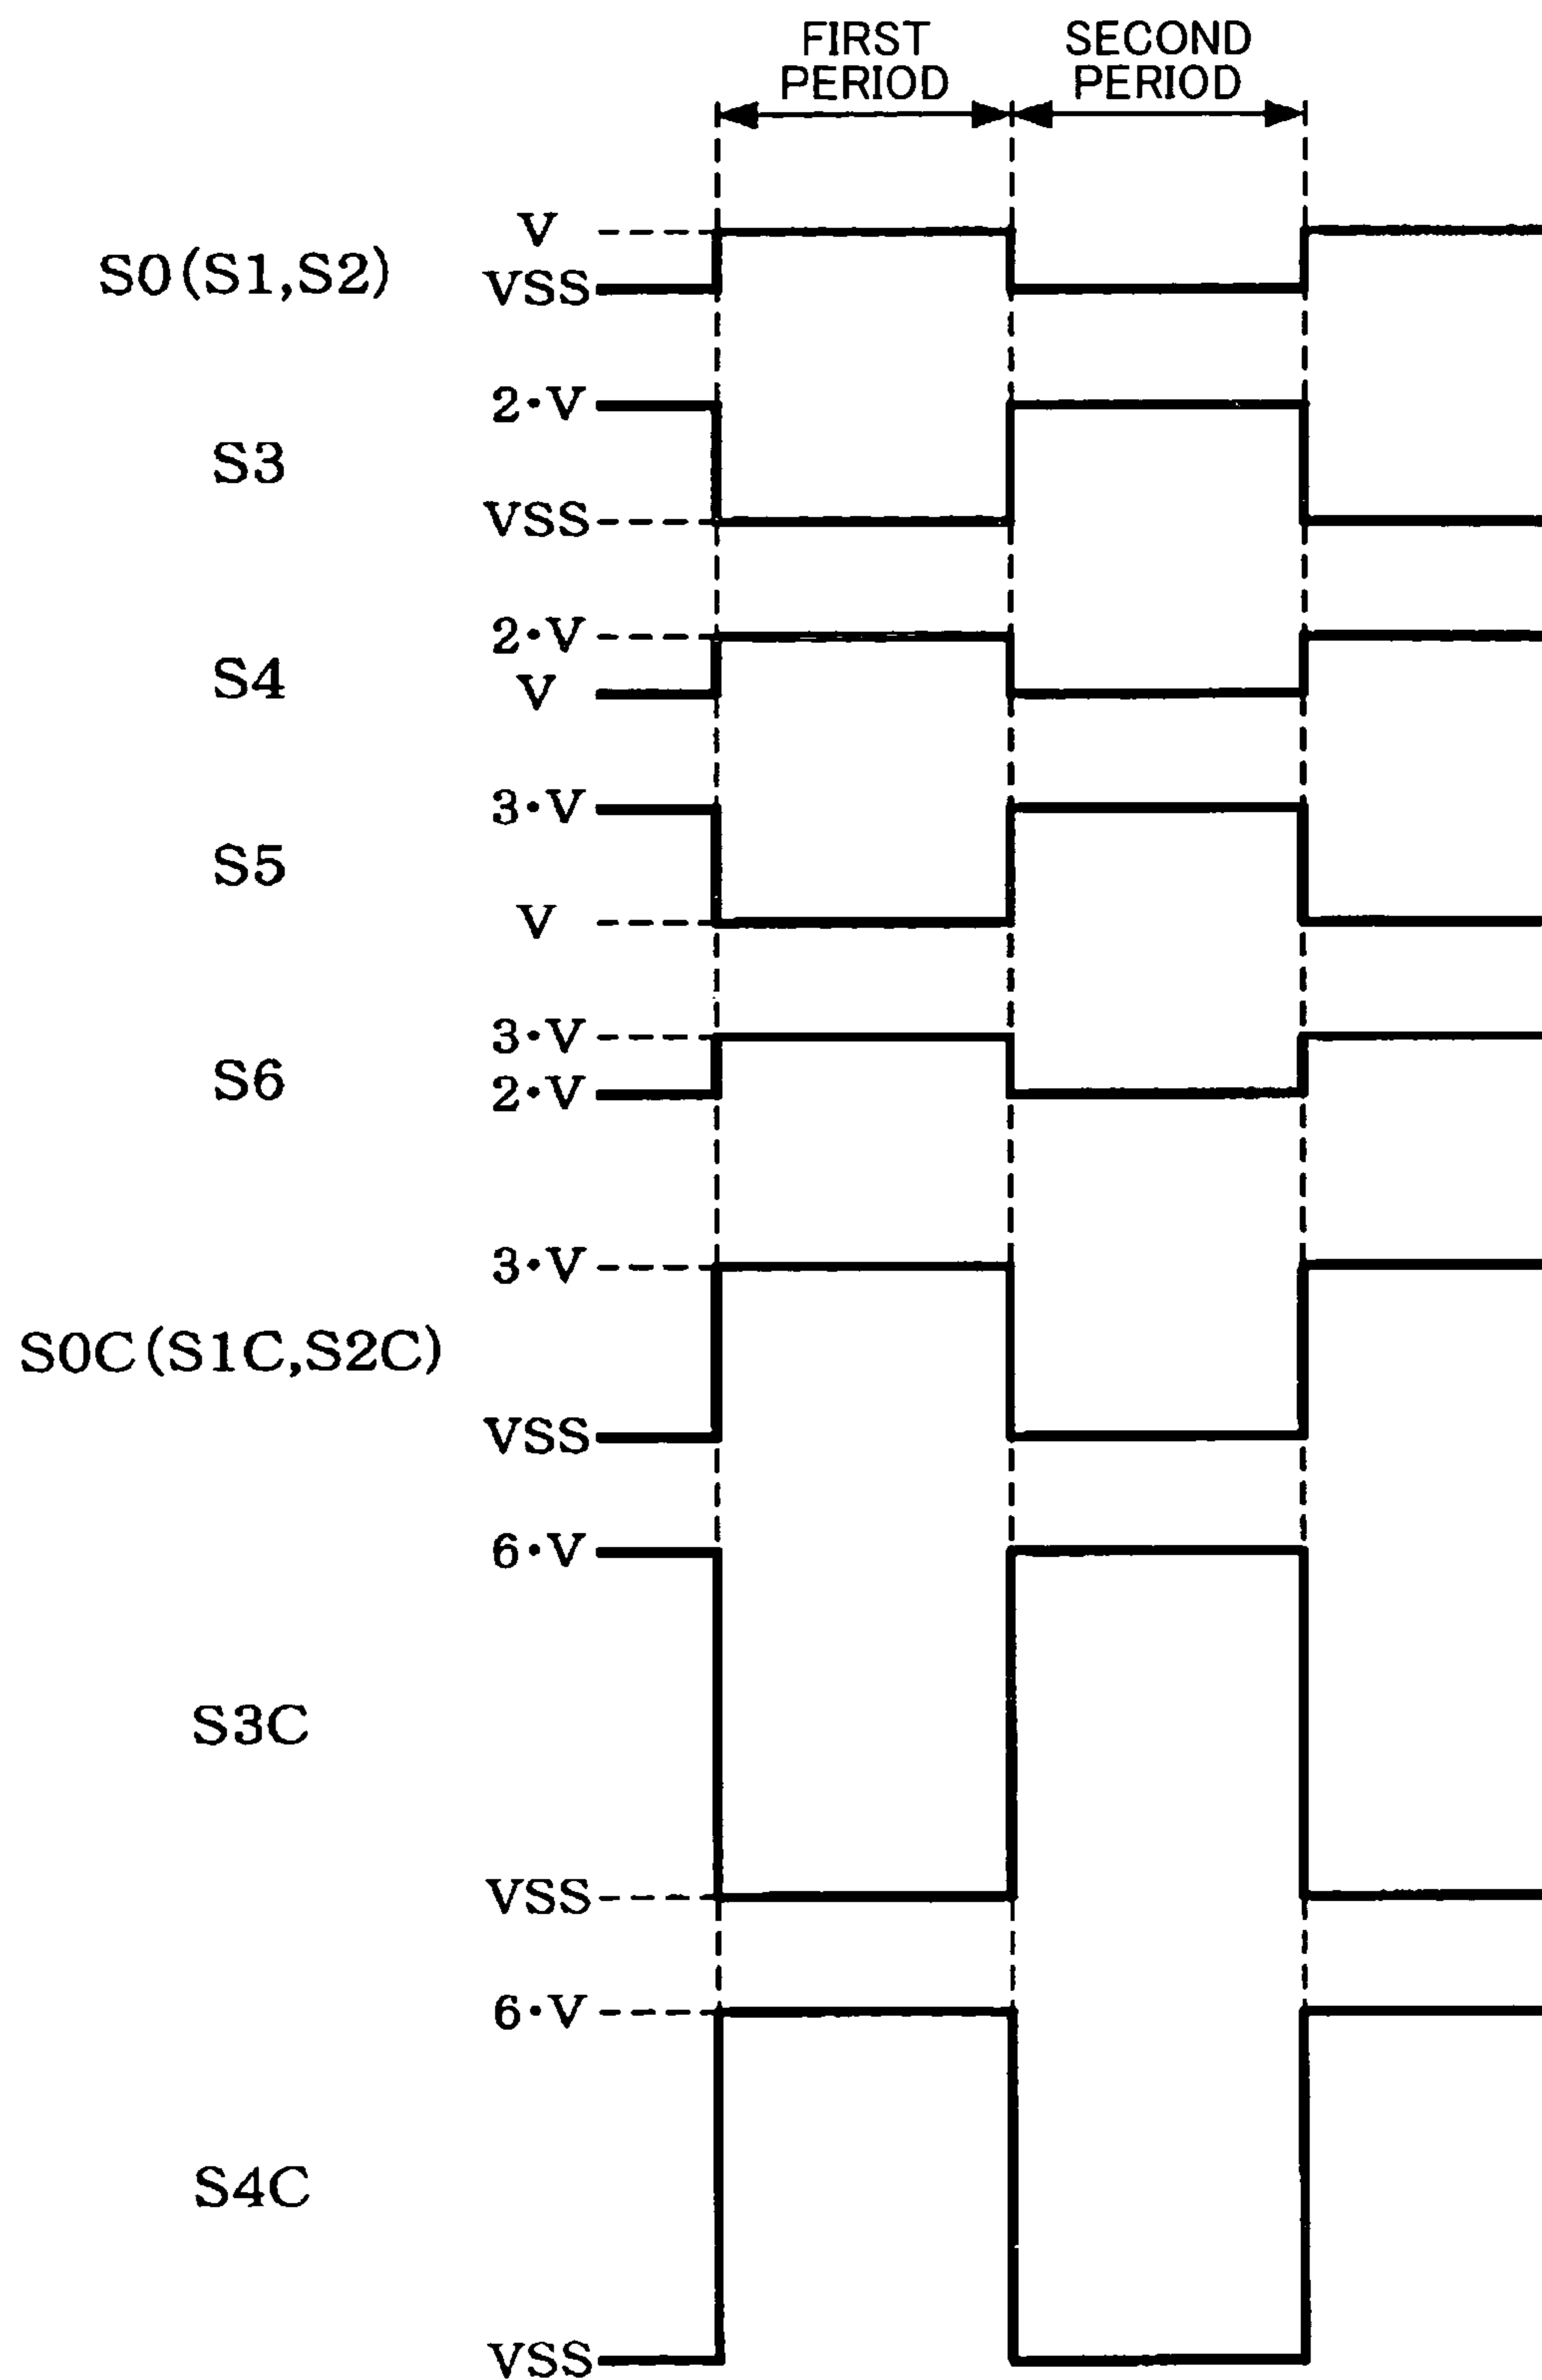 FIRST
PERIOD
SECOND
PERIOD
S0(S1,S2)
V
VSS
S3
2·V
VSS
S4
2·V
V
S5
3·V
V
S6
3·V
2·V
S0C(S1C,S2C)
3·V
VSS
S3C
6·V
VSS
S4C
6·V
VSS